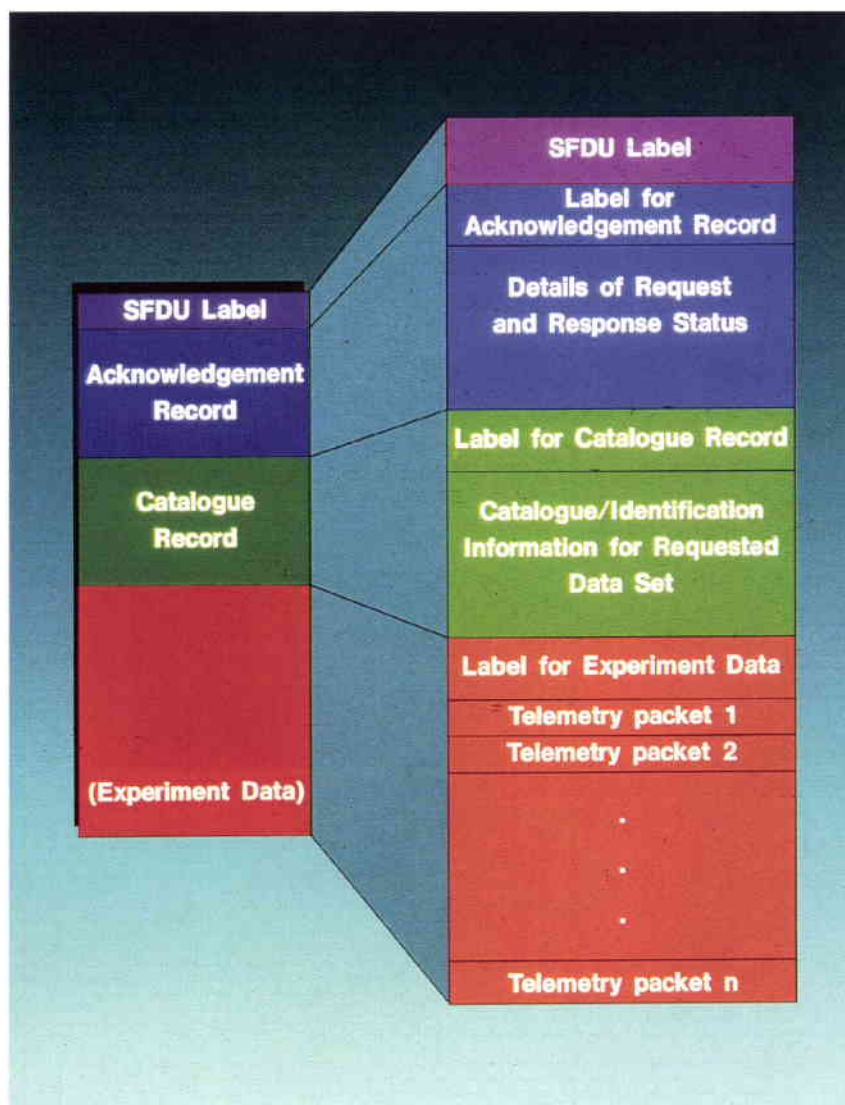 SFDU Label
Acknowledgement
Record
Catalogue
Record
(Experiment Data)
SFDU Label
Label for
Acknowledgement Record
Details of Request
and Response Status
Label for Catalogue Record
Catalogue/Identification
Information for Requested
Data Set
Label for Experiment Data
Telemetry packet 1
Telemetry packet 2
.
.
.
Telemetry packet n